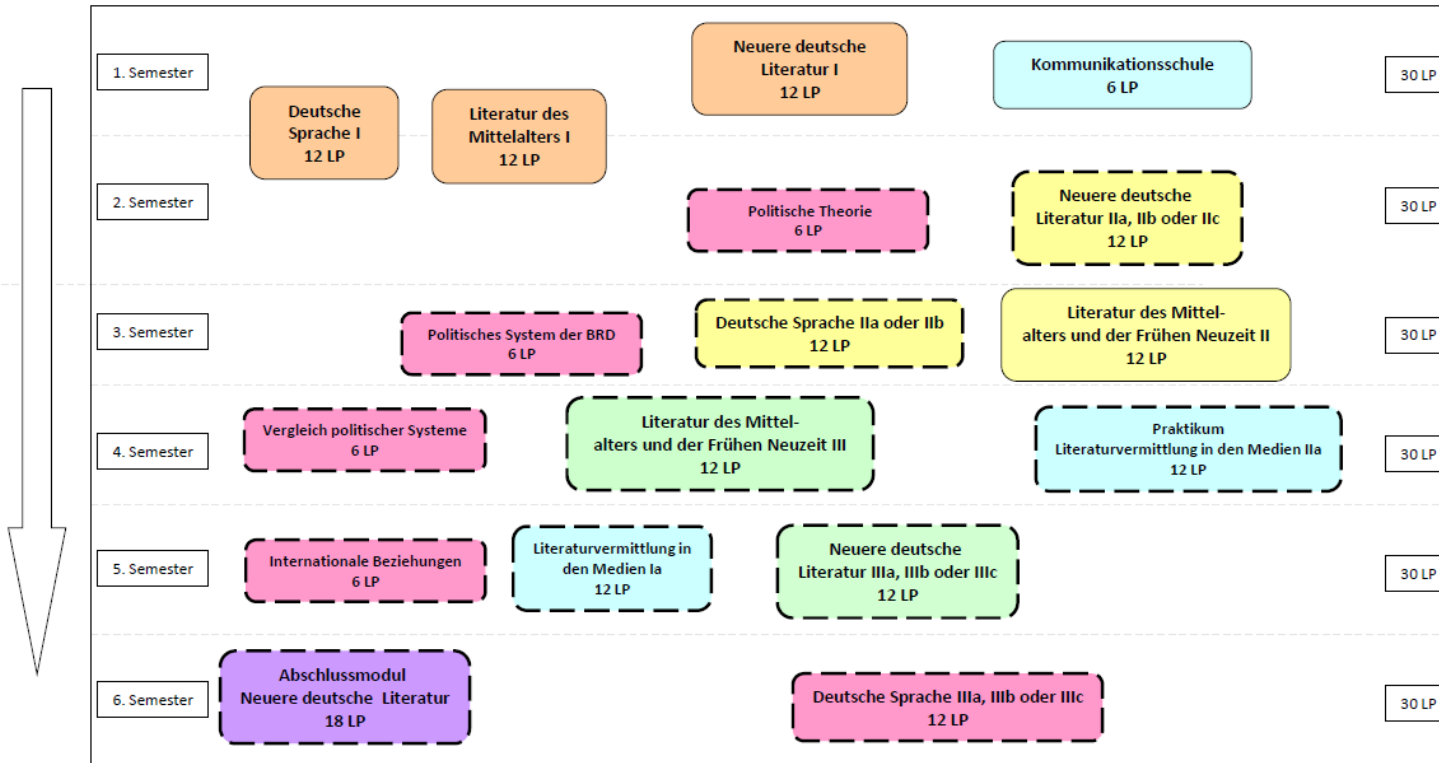 1. Semester
Neuere deutsche
Literatur I
12 LP
Kommunikationsschule
6 LP
30 LP
Deutsche
Sprache I
12 LP
Literatur des
Mittelalters I
12 LP
2. Semester
Politische Theorie
6 LP
Neuere deutsche
Literatur IIa, IIb oder IIc
12 LP
30 LP
3. Semester
Politisches System der BRD
6 LP
Deutsche Sprache IIa oder IIb
12 LP
Literatur des Mittel-
alters und der Frühen Neuzeit II
12 LP
30 LP
4. Semester
Vergleich politischer Systeme
6 LP
Literatur des Mittel-
alters und der Frühen Neuzeit III
12 LP
Praktikum
Literaturvermittlung in den Medien IIa
12 LP
30 LP
5. Semester
Internationale Beziehungen
6 LP
Literaturvermittlung in
den Medien Ia
12 LP
Neuere deutsche
Literatur IIIa, IIIb oder IIIc
12 LP
30 LP
6. Semester
Abschlussmodul
Neuere deutsche Literatur
18 LP
Deutsche Sprache IIIa, IIIb oder IIIc
12 LP
30 LP